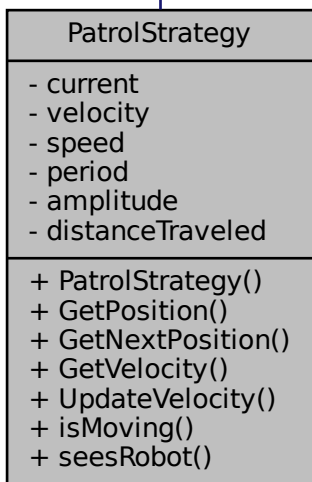 PatrolStrategy
- current
- velocity
- speed
- period
- amplitude
- distanceTraveled
+ PatrolStrategy()
+ GetPosition()
+ GetNextPosition()
+ GetVelocity()
+ UpdateVelocity()
+ isMoving()
+ seesRobot()